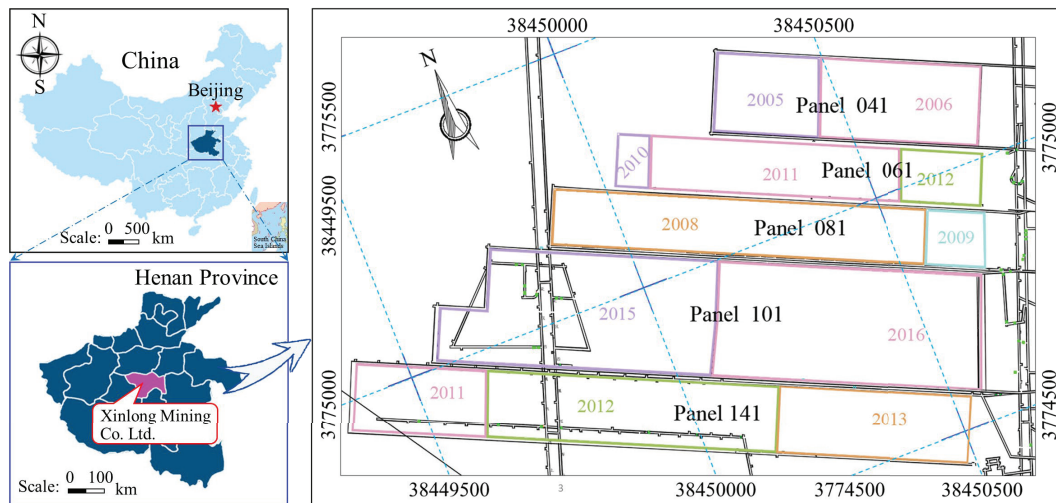 N
S
China
Beijing
Scale: 0 500 km
South China
Sea Islands
Henan Province
Xinlong Mining
Co. Ltd.
Scale: 0 100 km
38450000
38450500
3775500
38449500
3775000
3775000
3774500
38449500
38450000
3774500
38450500
N
2005
Panel 041
2006
2010
2011
Panel 061
2012
2008
Panel 081
2009
2015
Panel 101
2016
2011
2012
Panel 141
2013
3